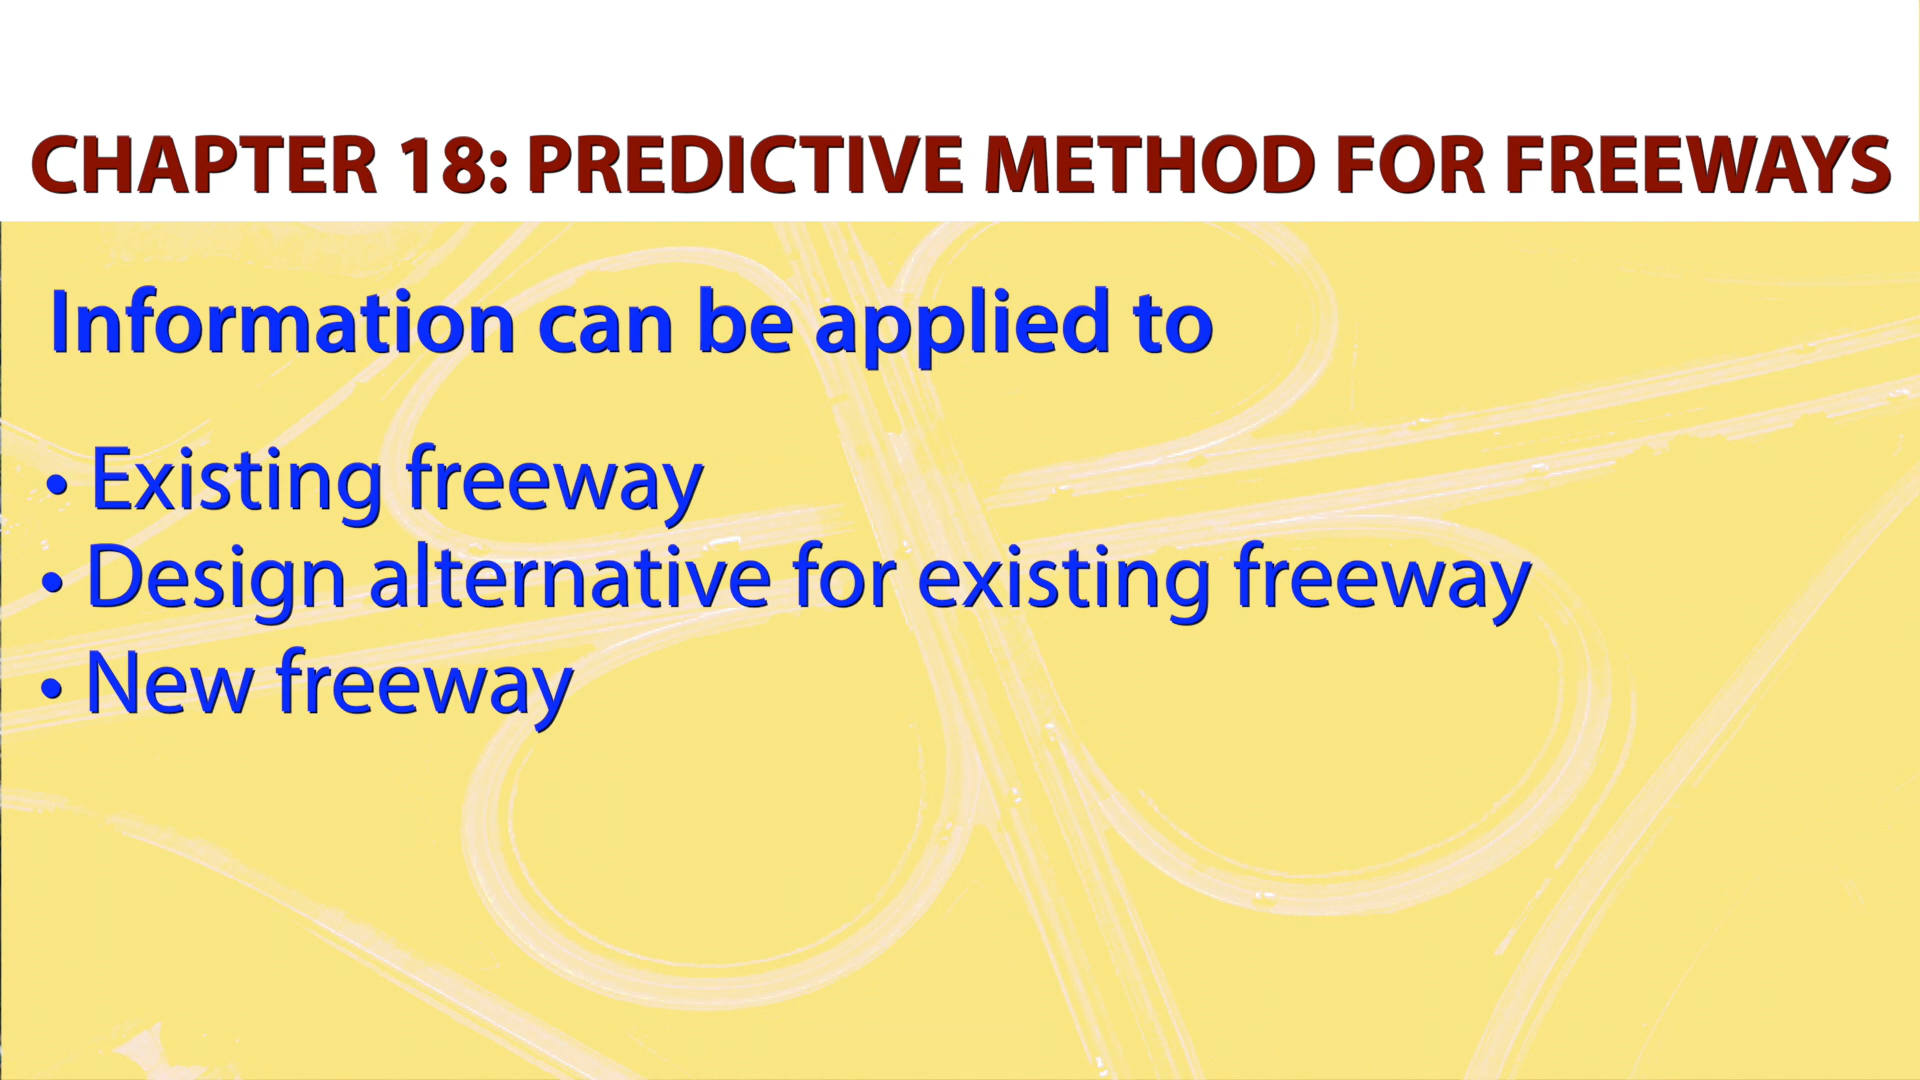 CHAPTER 18: PREDICTIVE METHOD FOR FREEWAYS
Information can be applied to
• Existing freeway
• Design alternative for existing freeway
• New freeway